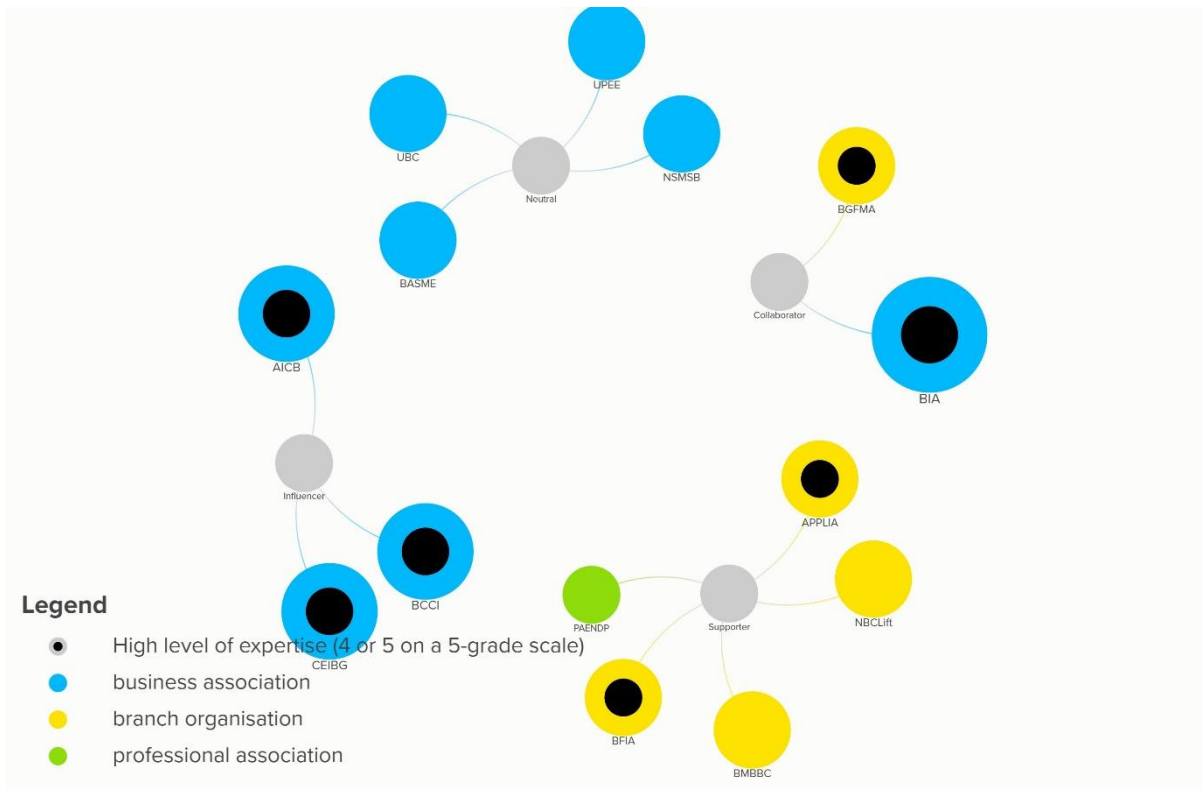 UPEE
UBC
NSMSB
Neutral
BGFMA
BASME
Collaborator
AICB
BIA
Influencer
APPLIA
BCCI
NBCLift
PAENDP
Supporter
CEIBG
BFIA
BMBBC
Legend
High level of expertise (4 or 5 on a 5-grade scale)
business association
branch organisation
professional association